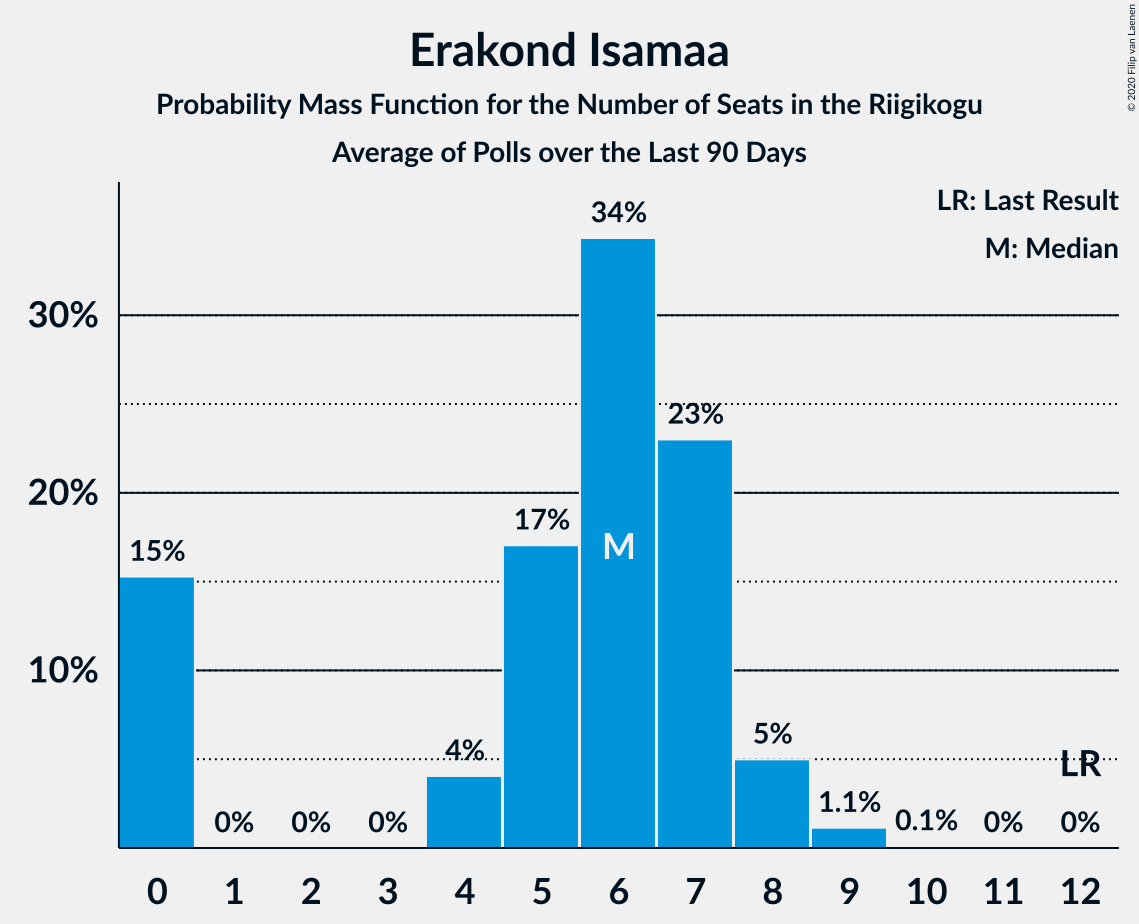 Erakond Isamaa
Probability Mass Function for the Number of Seats in the Riigikogu
Average of Polls over the Last 90 Days
© 2020 Filip van Laenen
LR: Last Result
M: Median
30%
20%
10%
15%
0%
0%
0%
4%
17%
34%
M
23%
5%
1.1%
0.1%
0%
LR
0%
0 1 2 3 4 5 6 7 8 9 10 11 12